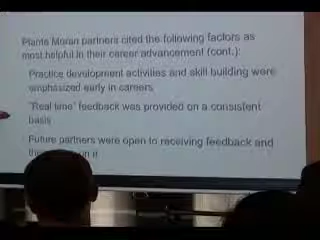 Plante Moran partners cited the following factors as
most helpful in their career advancement (cont.):
Practice development activities and skill building were
emphasized early in careers
"Real time" feedback was provided on a consistent
basis
Future partners were open to receiving feedback and
it